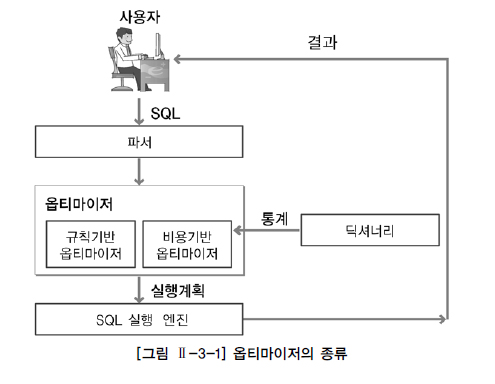 사용자
결과
SQL
파서
옵티마이저
규칙기반
옵티마이저
비용기반
옵티마이저
통계
딕셔너리
실행계획
SQL 실행 엔진
[그림 Ⅱ-3-1] 옵티마이저의 종류